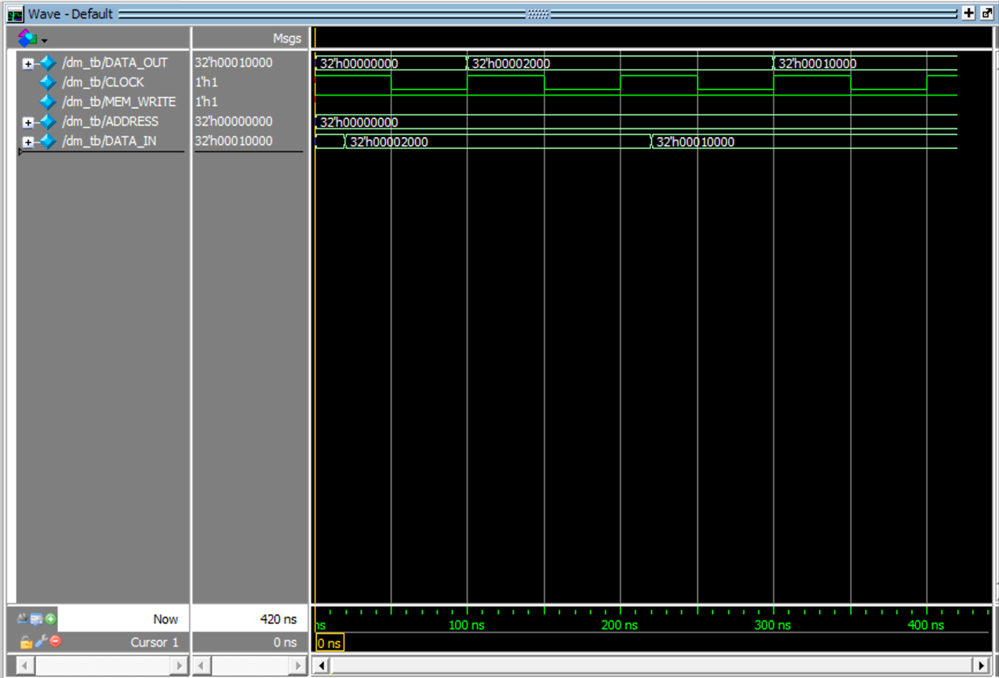 Wave - Default
Msgs
/dm_tb/DATA_OUT 32'h00010000 32'h00000000 32'h00002000 32'h00010000
/dm_tb/CLOCK 1'h1
/dm_tb/MEM_WRITE 1'h1
/dm_tb/ADDRESS 32'h00000000 32'h00000000
/dm_tb/DATA_IN 32'h00010000 32'h00002000 32'h00010000
Now 420 ns ns 100 ns 200 ns 300 ns 400 ns
Cursor 1 0 ns 0 ns